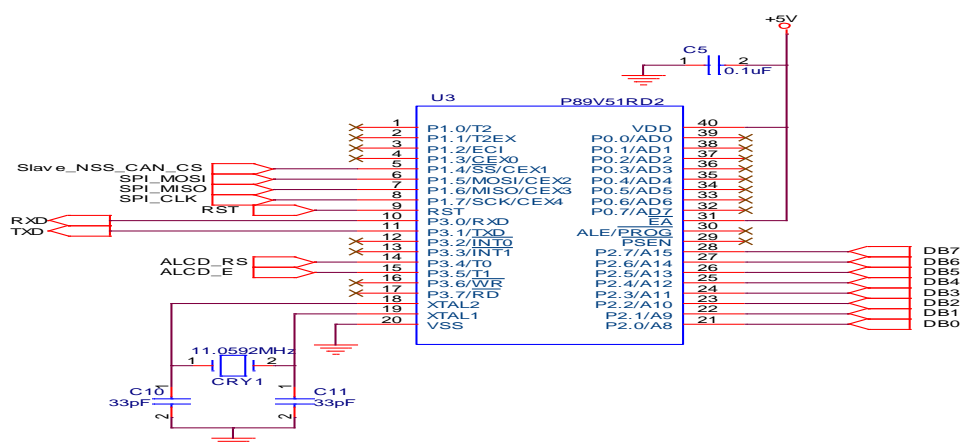 +5V
C5
1 2
0.1uF
U3 P89V51RD2
1 P1.0/T2 VDD 40
2 P1.1/T2EX P0.0/AD0 39
3 P1.2/ECI P0.1/AD1 38
4 P1.3/CEX0 P0.2/AD2 37
Slave_NSS_CAN_CS 5 P1.4/SS/CEX1 P0.3/AD3 36
SPI_MOSI 6 P1.5/MOSI/CEX2 P0.4/AD4 35
SPI_MISO 7 P1.6/MISO/CEX3 P0.5/AD5 34
SPI_CLK 8 P1.7/SCK/CEX4 P0.6/AD6 33
RST 9 RST P0.7/AD7 32
RXD 10 P3.0/RXD EA 31
TXD 11 P3.1/TXD ALE/PROG 30
12 P3.2/INT0 PSEN 29
13 P3.3/INT1 P2.7/A15 28 DB7
ALCD_RS 14 P3.4/T0 P2.6/A14 27 DB6
ALCD_E 15 P3.5/T1 P2.5/A13 26 DB5
16 P3.6/WR P2.4/A12 25 DB4
17 P3.7/RD P2.3/A11 24 DB3
18 XTAL2 P2.2/A10 23 DB2
19 XTAL1 P2.1/A9 22 DB1
20 VSS P2.0/A8 21 DB0
11.0592MHz
1 2
CRY1
C10 1 C11 1
33pF 33pF
2 2